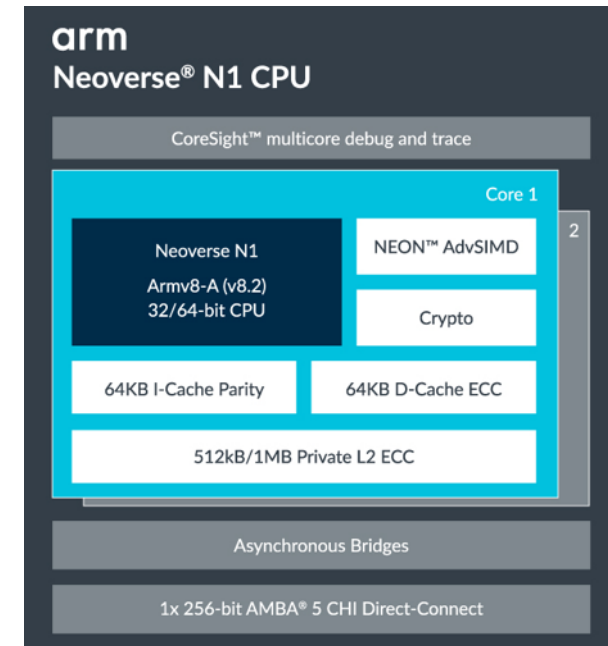 arm
Neoverse® N1 CPU
CoreSight™ multicore debug and trace
Core 1
2
Neoverse N1
Armv8-A (v8.2)
32/64-bit CPU
NEON™ AdvSIMD
Crypto
64KB I-Cache Parity
64KB D-Cache ECC
512kB/1MB Private L2 ECC
Asynchronous Bridges
1x 256-bit AMBA® 5 CHI Direct-Connect